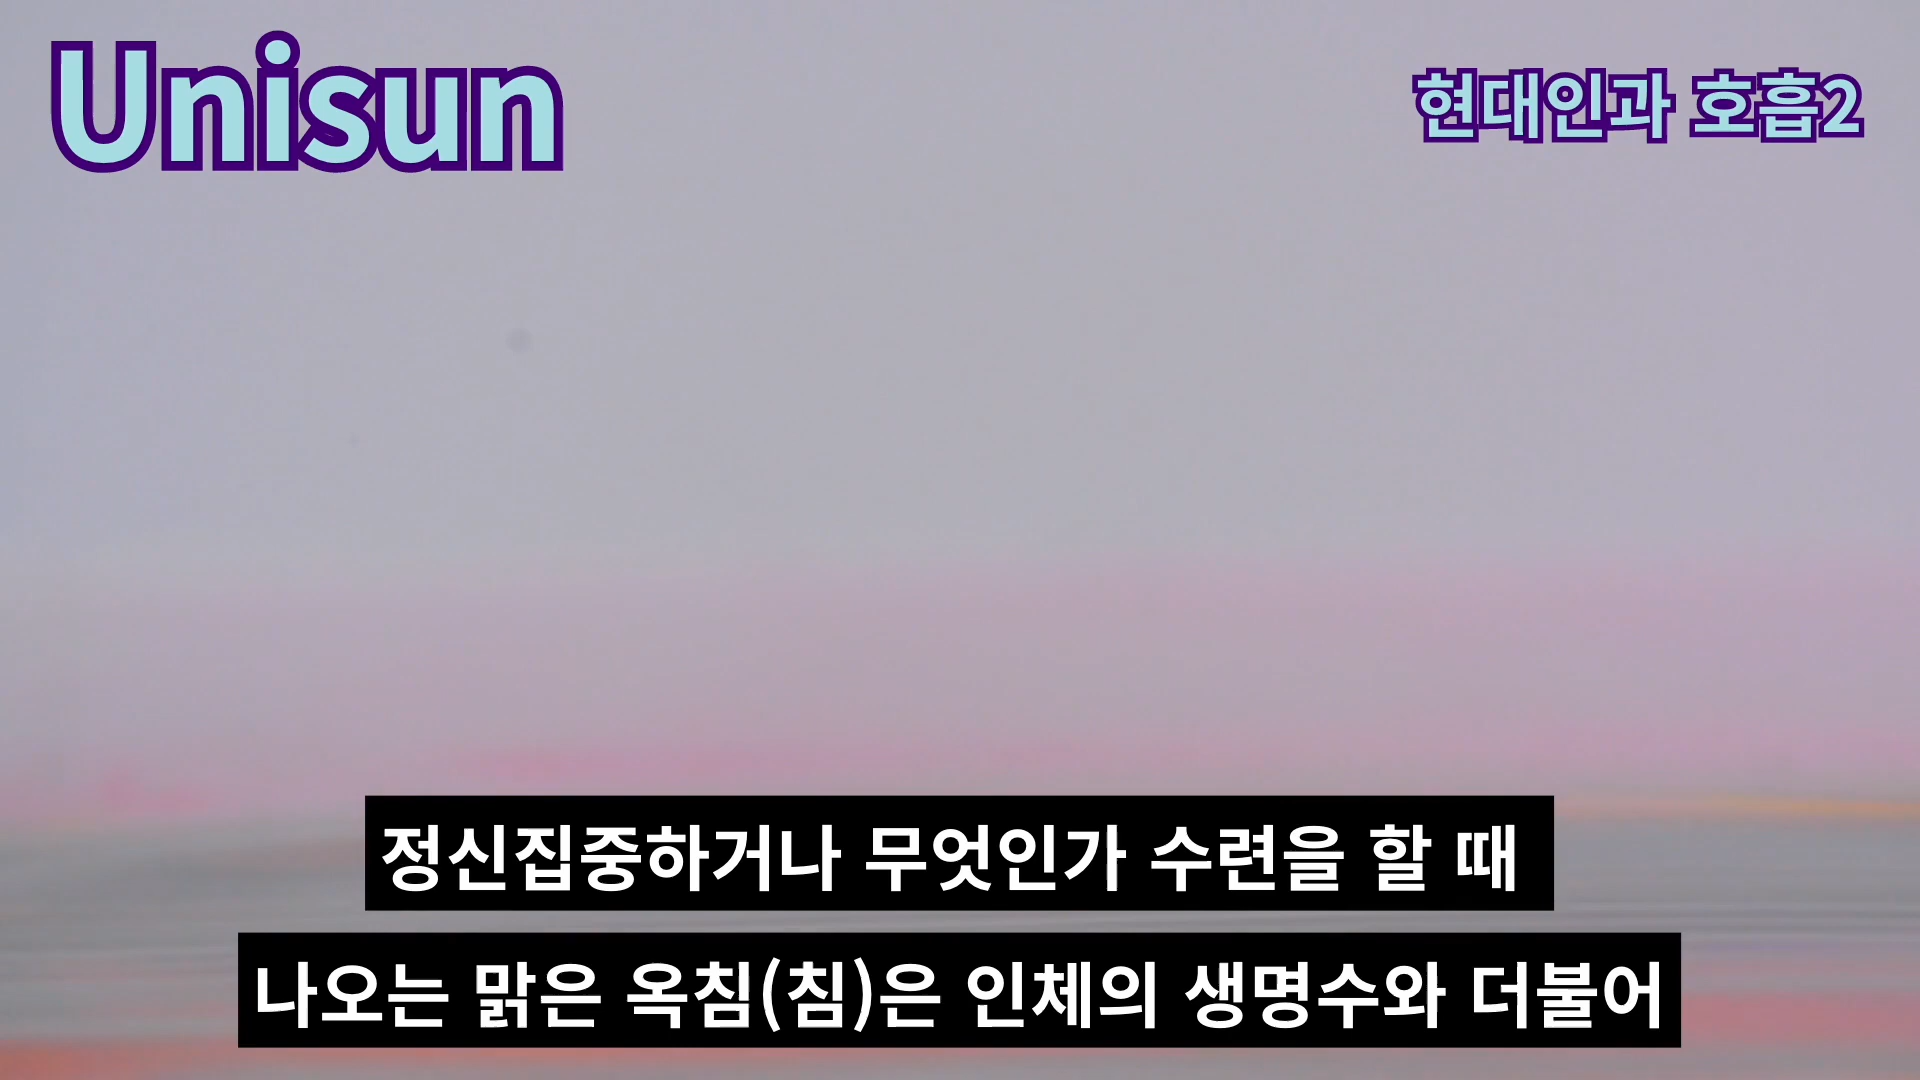 Unisun
현대인과 호흡2
정신집중하거나 무엇인가 수련을 할 때
나오는 맑은 옥침(침)은 인체의 생명수와 더불어